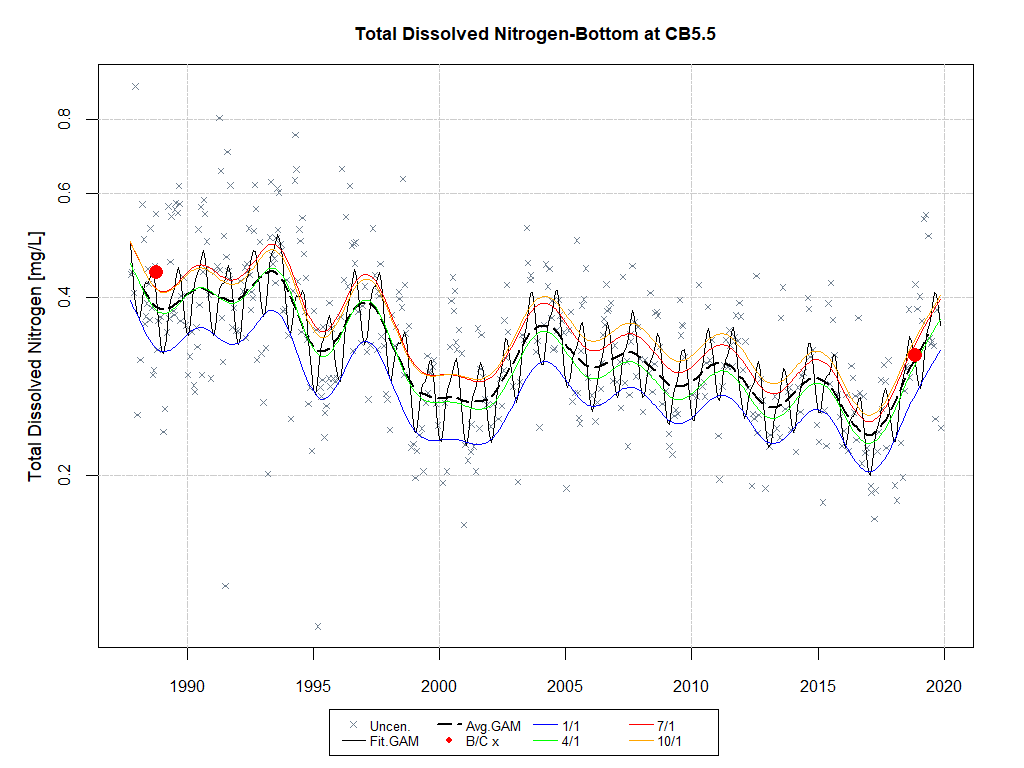 Total Dissolved Nitrogen-Bottom at CB5.5
Total Dissolved Nitrogen [mg/L]
0.8
0.6
0.4
0.2
1990 1995 2000 2005 2010 2015 2020
Uncen. Avg.GAM 1/1 7/1
Fit.GAM B/C x 4/1 10/1